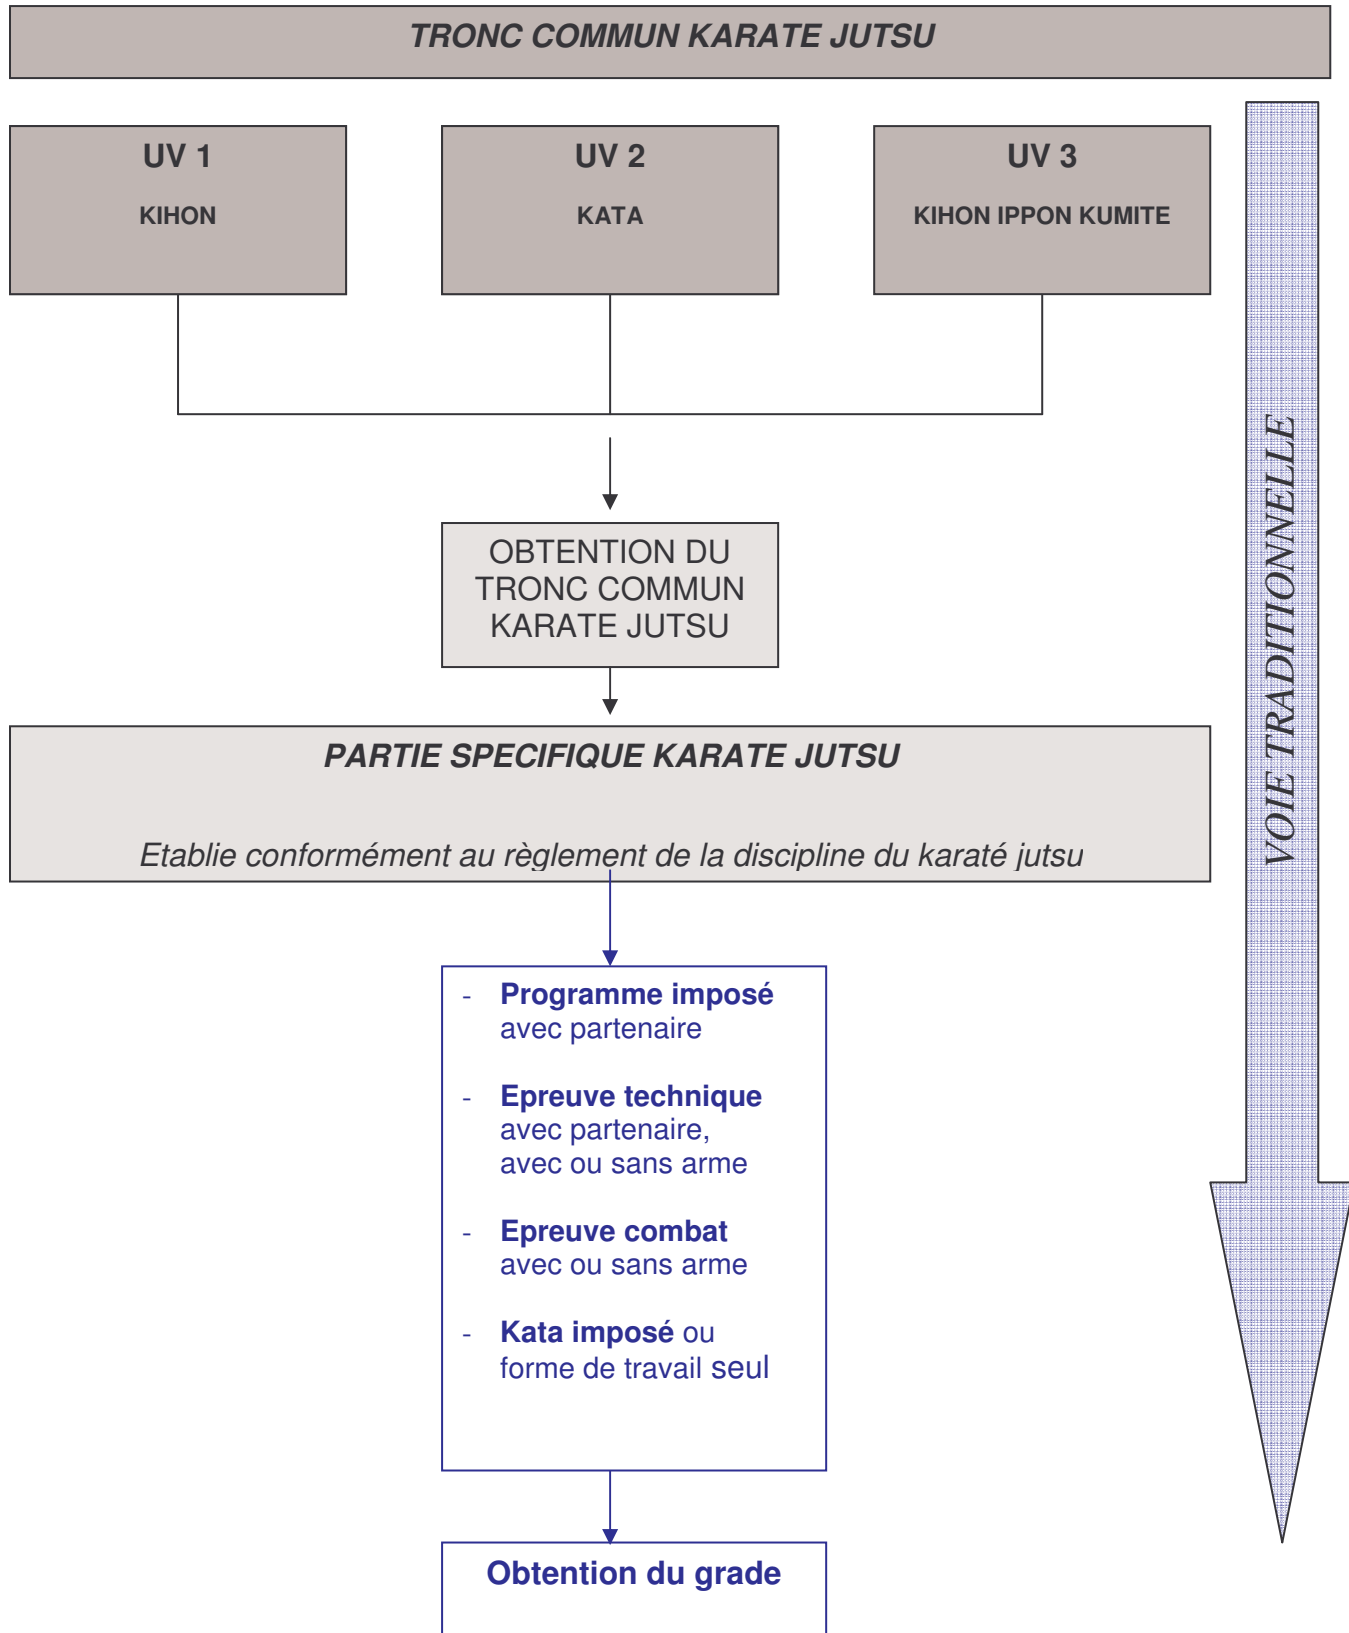 TRONC COMMUN KARATE JUTSU
UV 1
KIHON
UV 2
KATA
UV 3
KIHON IPPON KUMITE
OBTENTION DU
TRONC COMMUN
KARATE JUTSU
PARTIE SPECIFIQUE KARATE JUTSU
Etablie conformément au règlement de la discipline du karaté jutsu
- Programme imposé
avec partenaire
- Epreuve technique
avec partenaire,
avec ou sans arme
- Epreuve combat
avec ou sans arme
- Kata imposé ou
forme de travail seul
Obtention du grade
VOIE TRADITIONNELLE